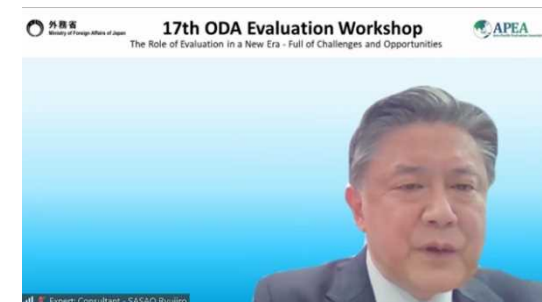 外務省
Ministry of Foreign Affairs of Japan
17th ODA Evaluation Workshop
The Role of Evaluation in a New Era - Full of Challenges and Opportunities
APEA
Expert: Consultant - SASAO Ryujiro